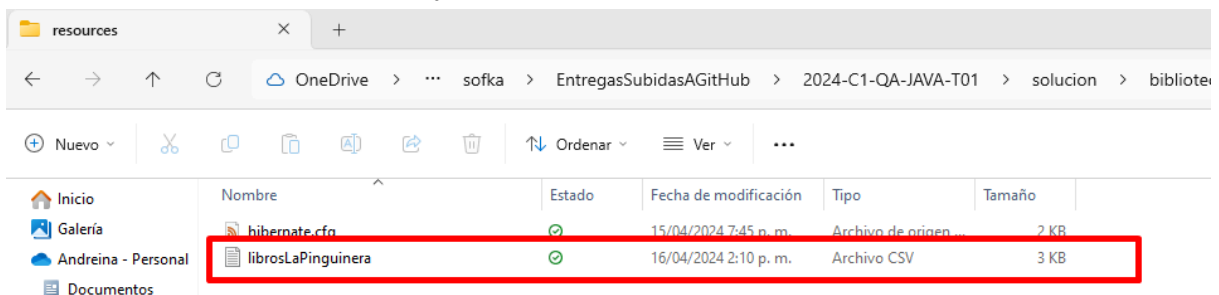 resources
OneDrive > ... sofka > EntregasSubidasAGitHub > 2024-C1-QA-JAVA-T01 > solucion > bibliotec
Nuevo Ordenar Ver ...
Nombre Estado Fecha de modificación Tipo Tamaño
Inicio
Galería
Andreina - Personal
Documentos
hibernate.cfg 15/04/2024 7:45 p. m. Archivo de origen ... 2 KB
librosLaPinguinera 16/04/2024 2:10 p. m. Archivo CSV 3 KB